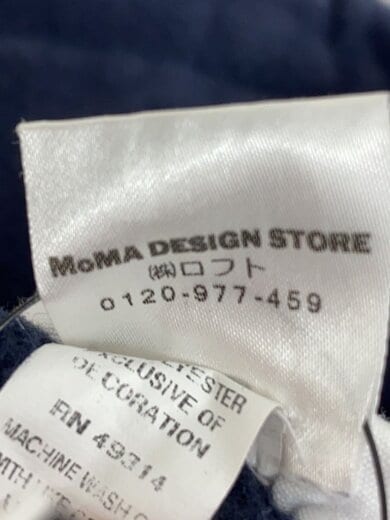 MoMA DESIGN STORE
(株)ロフト
0120-977-459
EXCLUSIVE OF
DECORATION
RN 49314
MACHINE WASH